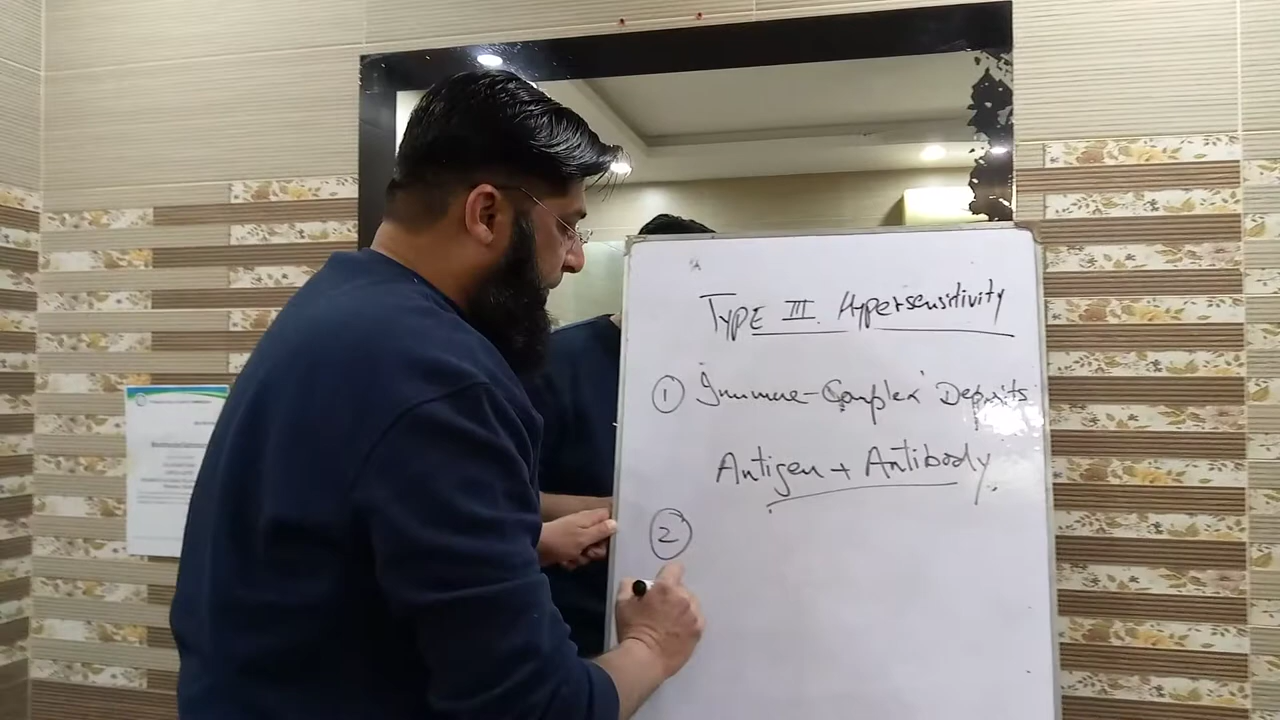 TYPE III. Hypersensitivity
① Immune-Complex Deposits
Antigen + Antibody
②